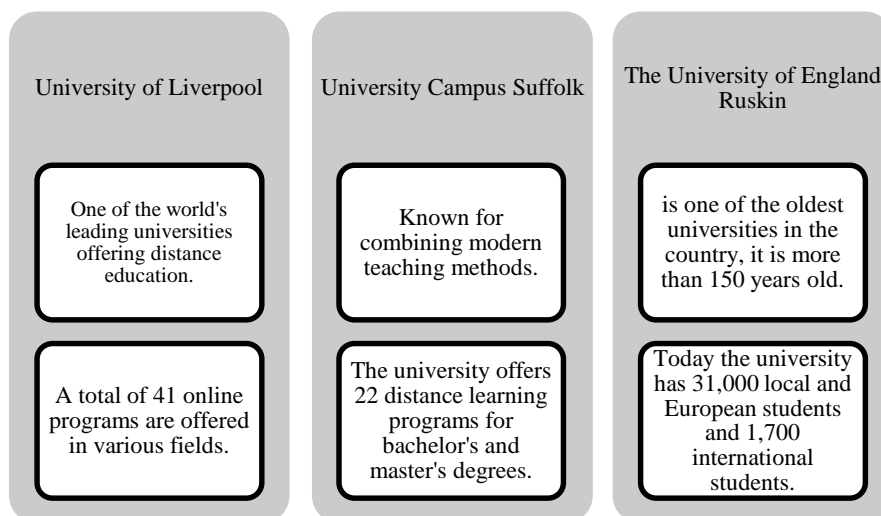 University of Liverpool
One of the world's
leading universities
offering distance
education.
A total of 41 online
programs are offered
in various fields.
University Campus Suffolk
Known for
combining modern
teaching methods.
The university offers
22 distance learning
programs for
bachelor's and
master's degrees.
The University of England
Ruskin
is one of the oldest
universities in the
country, it is more
than 150 years old.
Today the university
has 31,000 local and
European students
and 1,700
international
students.